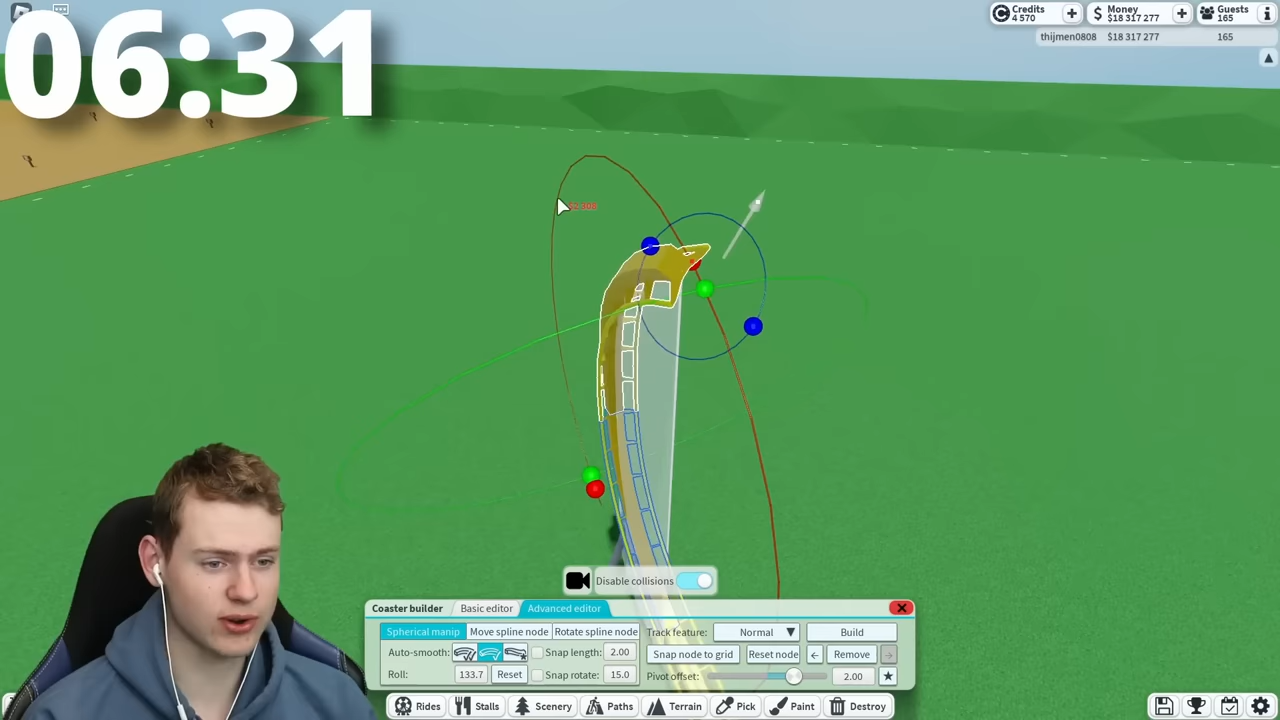 06:31
Credits
4 570
+
$
Money
$18 317 277
+
Guests
165
thijmen0808 $18 317 277 165
Disable collisions
Coaster builder Basic editor Advanced editor X
Spherical manip Move spline node Rotate spline node Track feature: Normal Build
Auto-smooth: Snap length: 2.00 Snap node to grid Reset node Remove
Roll: 133.7 Reset Snap rotate: 15.0 Pivot offset: 2.00
Rides Stalls Scenery Paths Terrain Pick Paint Destroy